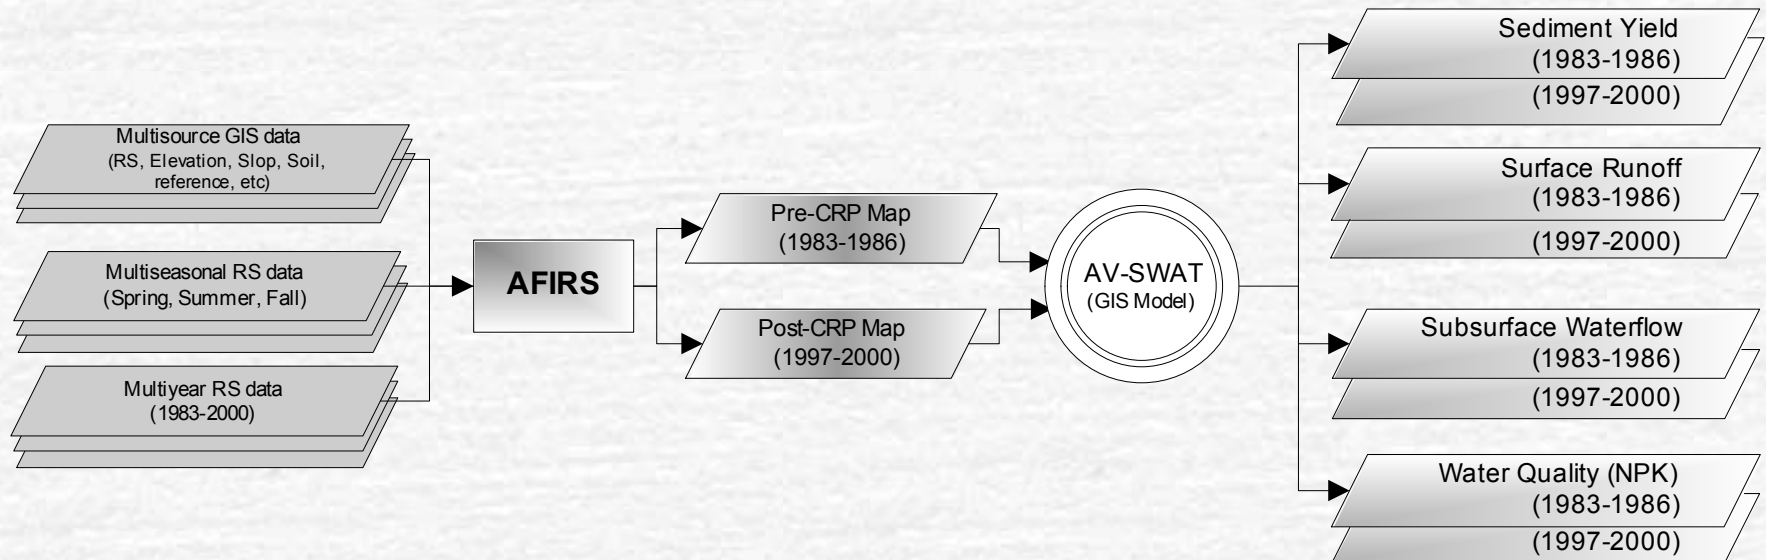 Multisource GIS data
(RS, Elevation, Slop, Soil,
reference, etc)
Multiseasonal RS data
(Spring, Summer, Fall)
Multiyear RS data
(1983-2000)
AFIRS
Pre-CRP Map
(1983-1986)
Post-CRP Map
(1997-2000)
AV-SWAT
(GIS Model)
Sediment Yield
(1983-1986)
(1997-2000)
Surface Runoff
(1983-1986)
(1997-2000)
Subsurface Waterflow
(1983-1986)
(1997-2000)
Water Quality (NPK)
(1983-1986)
(1997-2000)